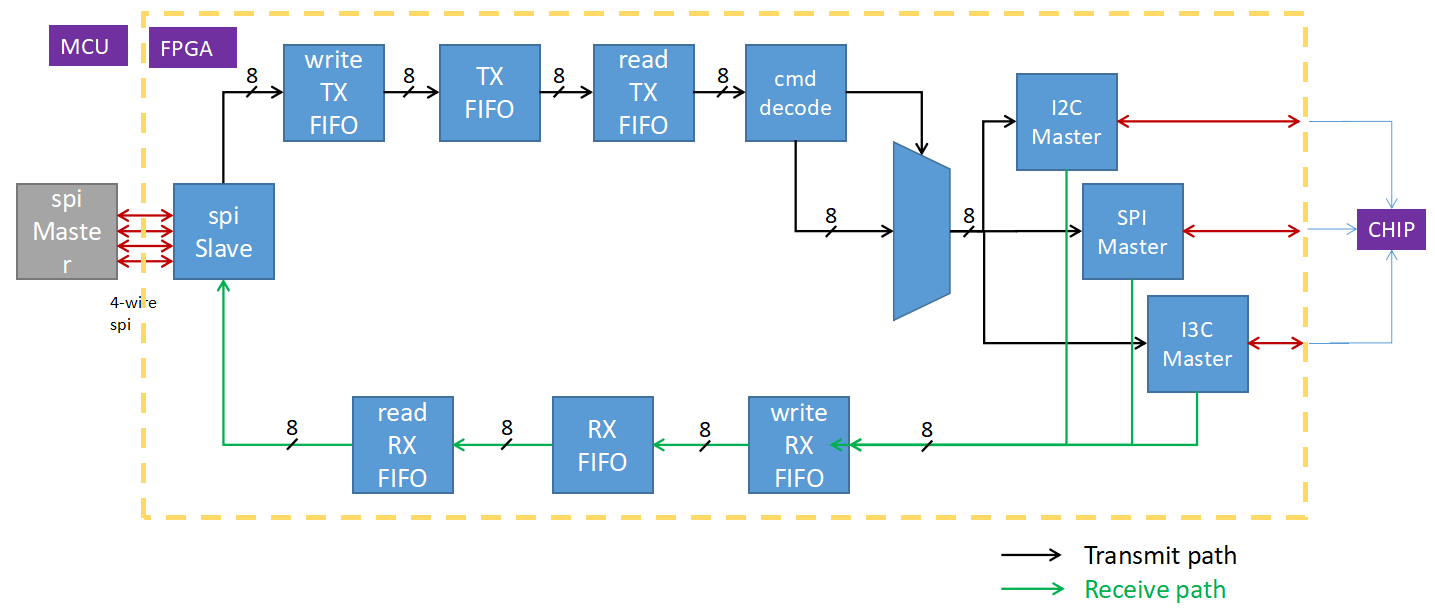 MCU
FPGA
8
write
TX
FIFO
8
TX
FIFO
8
read
TX
FIFO
8
cmd
decode
I2C
Master
spi
Maste
r
spi
Slave
8
8
SPI
Master
CHIP
4-wire
spi
I3C
Master
8
read
RX
FIFO
8
RX
FIFO
8
write
RX
FIFO
8
Transmit path
Receive path